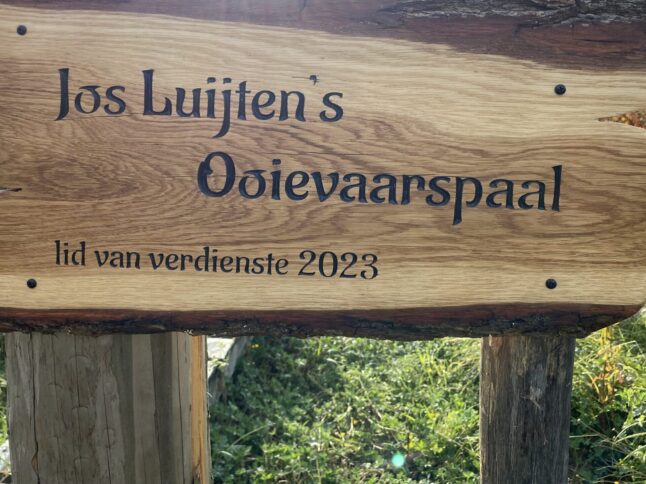 Jos Luijten's
Ooievaarspaal
lid van verdienste 2023